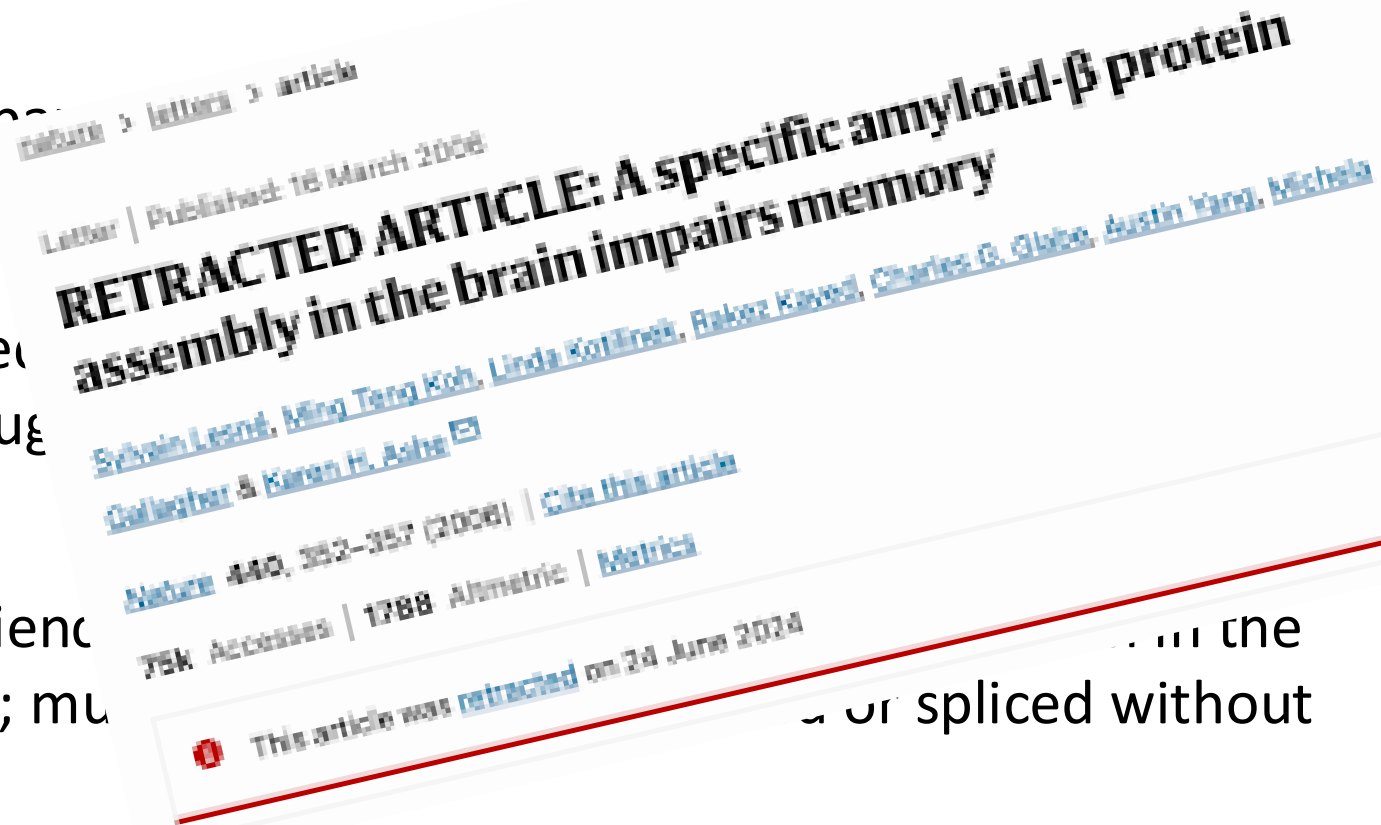 nature > letters > article
Letter | Published: 16 March 2006
RETRACTED ARTICLE: A specific amyloid-β protein
assembly in the brain impairs memory
Sylvain Lesné, Ming Teng Koh, Linda Kotilinek, Rakez Kayed, Charles G. Glabe, Austin Yang, Michela
Gallagher & Karen H. Ashe
Nature 440, 352–357 (2006) | Cite this article
75k Accesses | 1788 Altmetric | Metrics
This article was retracted on 24 June 2024
in the
; mu
or spliced without